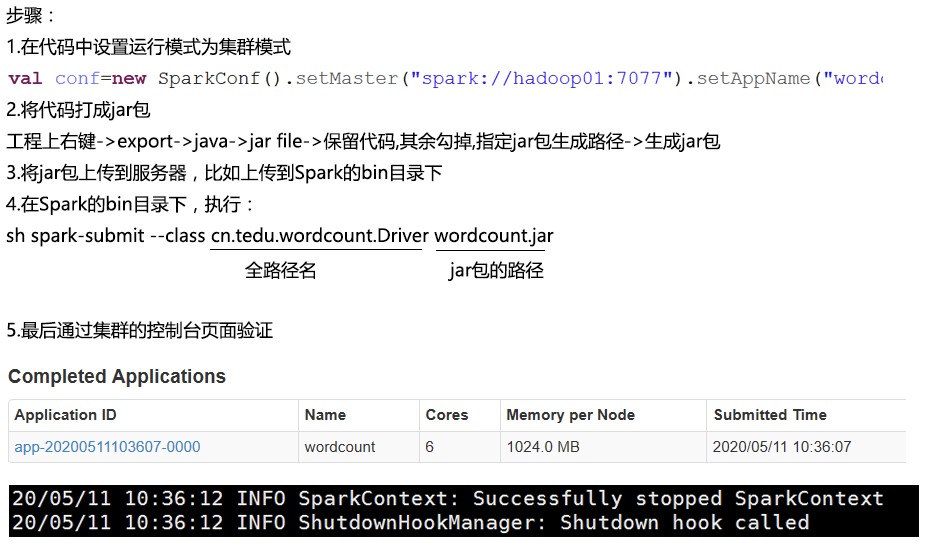 步骤：
1.在代码中设置运行模式为集群模式
val conf=new SparkConf().setMaster("spark://hadoop01:7077").setAppName("word
2.将代码打成jar包
工程上右键->export->java->jar file->保留代码,其余勾掉,指定jar包生成路径->生成jar包
3.将jar包上传到服务器，比如上传到Spark的bin目录下
4.在Spark的bin目录下，执行：
sh spark-submit --class cn.tedu.wordcount.Driver wordcount.jar
全路径名 jar包的路径
5.最后通过集群的控制台页面验证
Completed Applications
Application ID Name Cores Memory per Node Submitted Time
app-20200511103607-0000 wordcount 6 1024.0 MB 2020/05/11 10:36:07
20/05/11 10:36:12 INFO SparkContext: Successfully stopped SparkContext
20/05/11 10:36:12 INFO ShutdownHookManager: Shutdown hook called